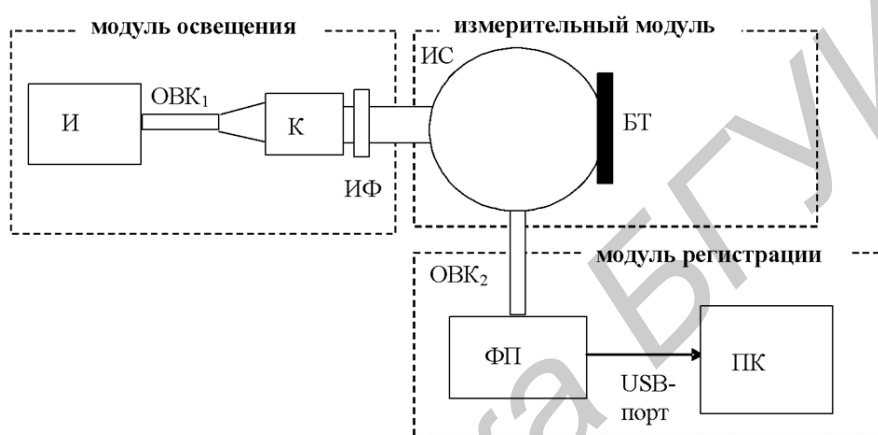 модуль освещения
измерительный модуль
ИС
ОВК₁
И
К
БТ
ИФ
модуль регистрации
ОВК₂
ФП
ПК
USB-
порт